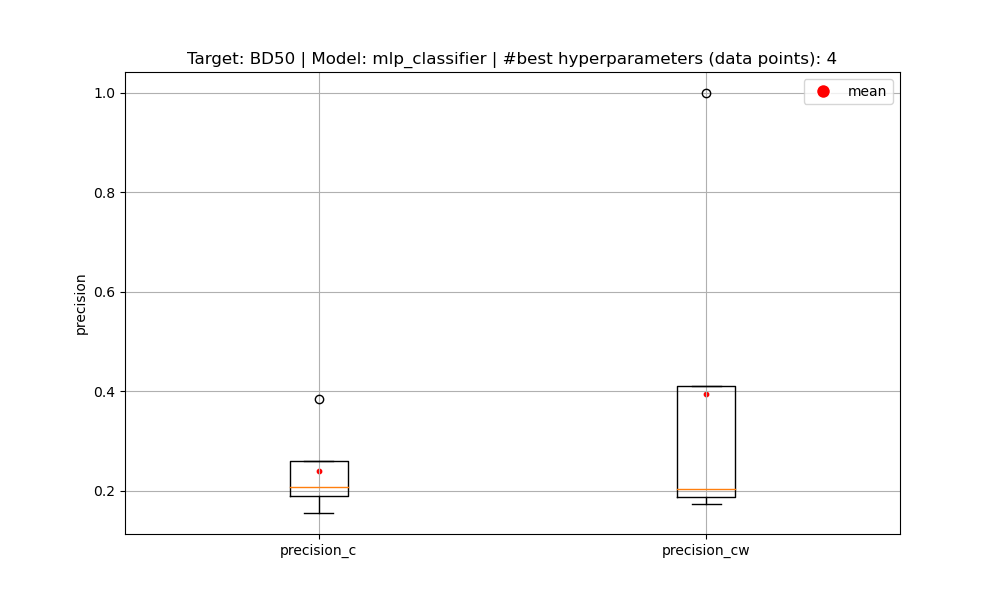 Target: BD50 | Model: mlp_classifier | #best hyperparameters (data points): 4
mean
1.0
0.8
0.6
0.4
0.2
precision
precision_c
precision_cw